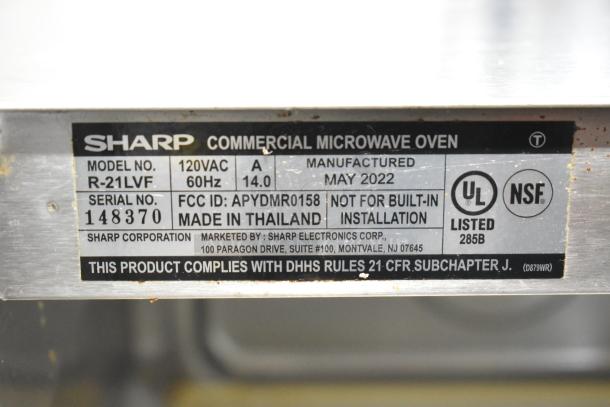 SHARP COMMERCIAL MICROWAVE OVEN T
MODEL NO. R-21LVF
120VAC 60Hz
A 14.0
MANUFACTURED MAY 2022
SERIAL NO. 148370
FCC ID: APYDMR0158
MADE IN THAILAND
NOT FOR BUILT-IN INSTALLATION
UL
LISTED
285B
NSF
SHARP CORPORATION
MARKETED BY : SHARP ELECTRONICS CORP.,
100 PARAGON DRIVE, SUITE #100, MONTVALE, NJ 07645
THIS PRODUCT COMPLIES WITH DHHS RULES 21 CFR SUBCHAPTER J. (D879WR)